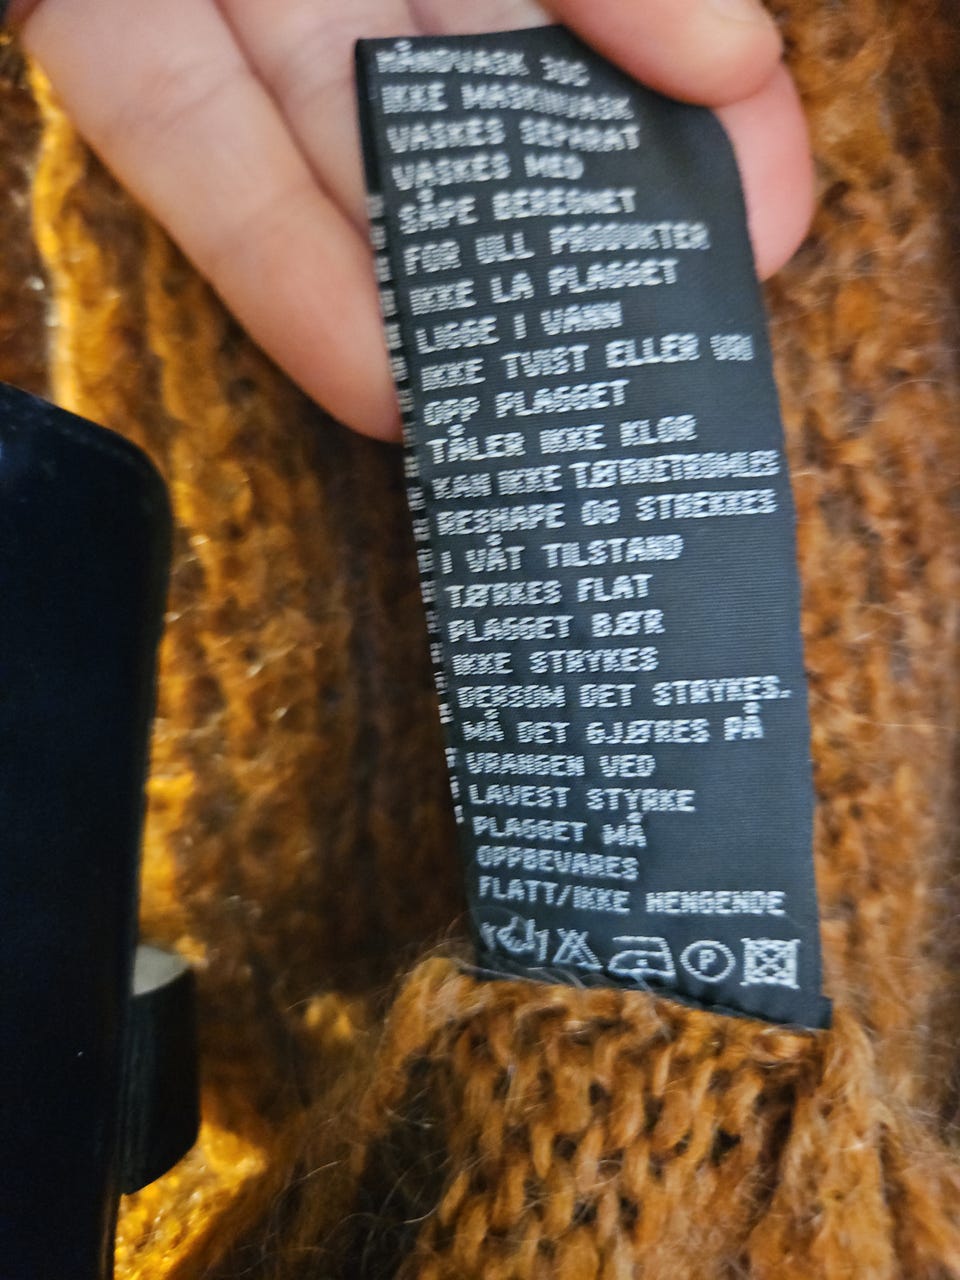 HÅNDVASK 30C
IKKE MASKINVASK
VASKES SEPARAT
VASKES MED
SÅPE BEREGNET
FOR ULL PRODUKTER
IKKE LA PLAGGET
LIGGE I VANN
IKKE TVIST ELLER VRI
OPP PLAGGET
TÅLER IKKE KLOR
KAN IKKE TØRKETROMLES
RESHAPE OG STREKKES
I VÅT TILSTAND
TØRKES FLAT
PLAGGET BØR
IKKE STRYKES
DERSOM DET STRYKES.
MÅ DET GJØRES PÅ
VRANGEN VED
LAVEST STYRKE
PLAGGET MÅ
OPPBEVARES
FLATT/IKKE HENGENDE
P